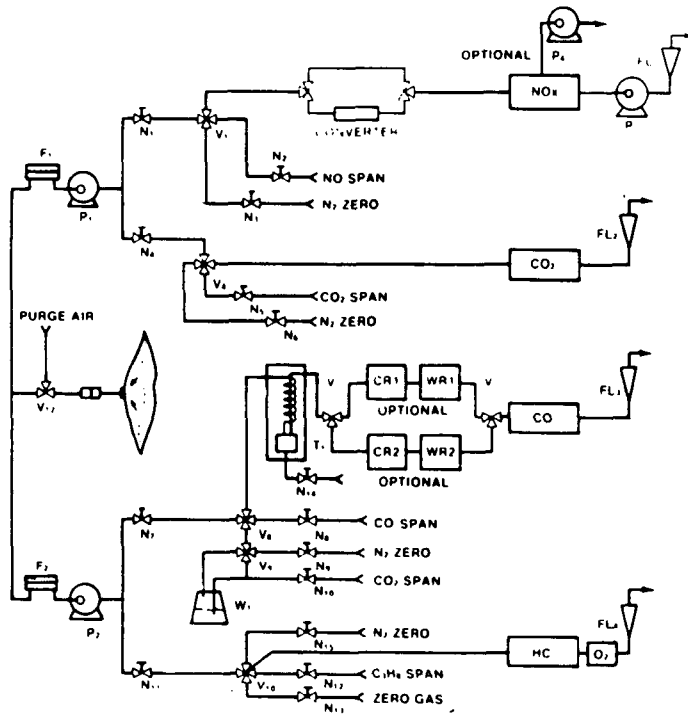 OPTIONAL
P₄
NOx
P
CONVERTER
N₁
V₁
N₂
NO SPAN
N₂ ZERO
F₁
P₁
N₄
V₄
CO₂
FL₂
CO₂ SPAN
N₅
N₂ ZERO
N₆
PURGE AIR
V₁₂
V
CR1
WR1
V
OPTIONAL
CO
FL₃
T₁
CR2
WR2
OPTIONAL
N₁₄
N₇
V₈
N₈
CO SPAN
V₉
N₉
N₂ ZERO
N₁₀
CO₂ SPAN
W₁
F₂
P₂
N₂ ZERO
HC
O₂
FL₄
N₁₁
V₁₀
N₁₂
C₃H₈ SPAN
N₁₃
ZERO GAS